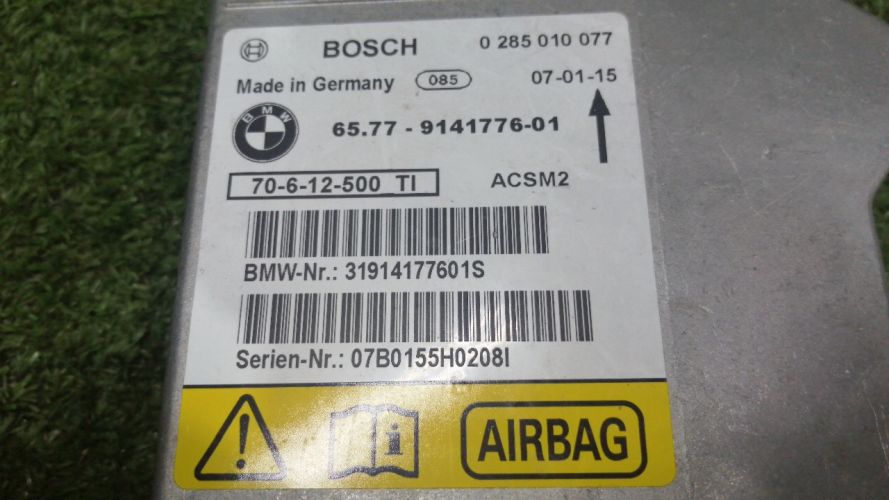 BOSCH 0 285 010 077
Made in Germany 085 07-01-15
BMW 65.77 - 9141776-01
70-6-12-500 TI ACSM2
BMW-Nr.: 31914177601S
Serien-Nr.: 07B0155H0208I
AIRBAG